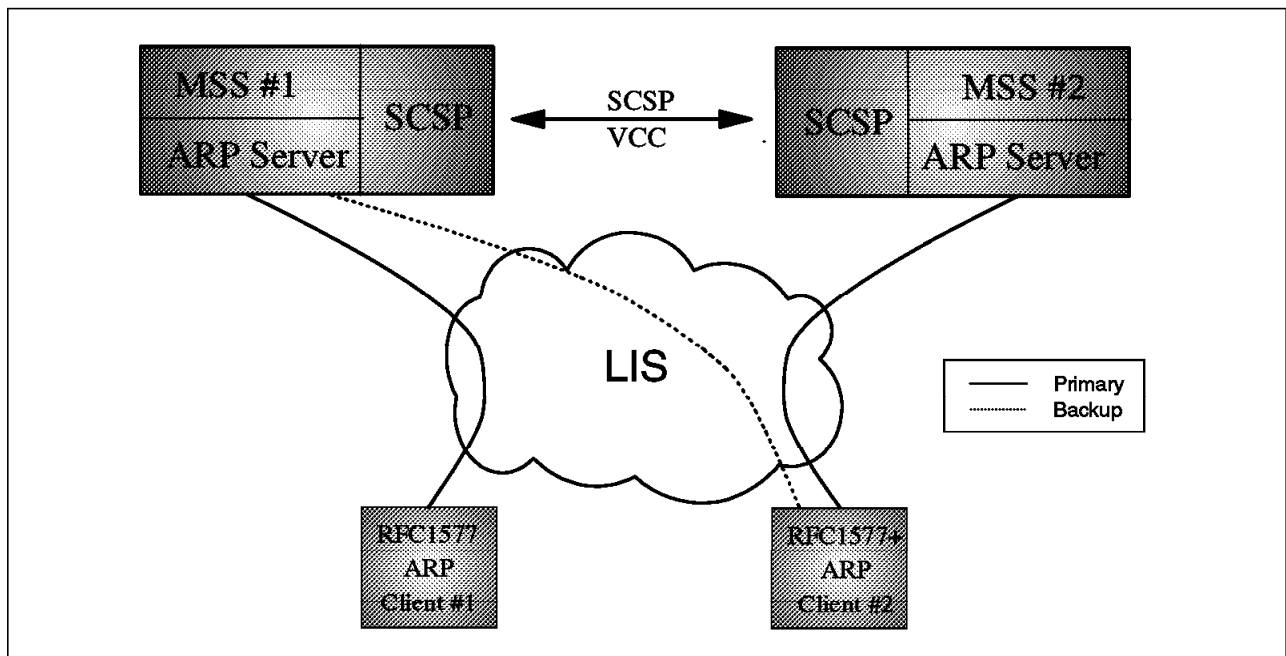 MSS #1
ARP Server
SCSP
SCSP
VCC
SCSP
MSS #2
ARP Server
LIS
Primary
Backup
RFC1577
ARP
Client #1
RFC1577+
ARP
Client #2